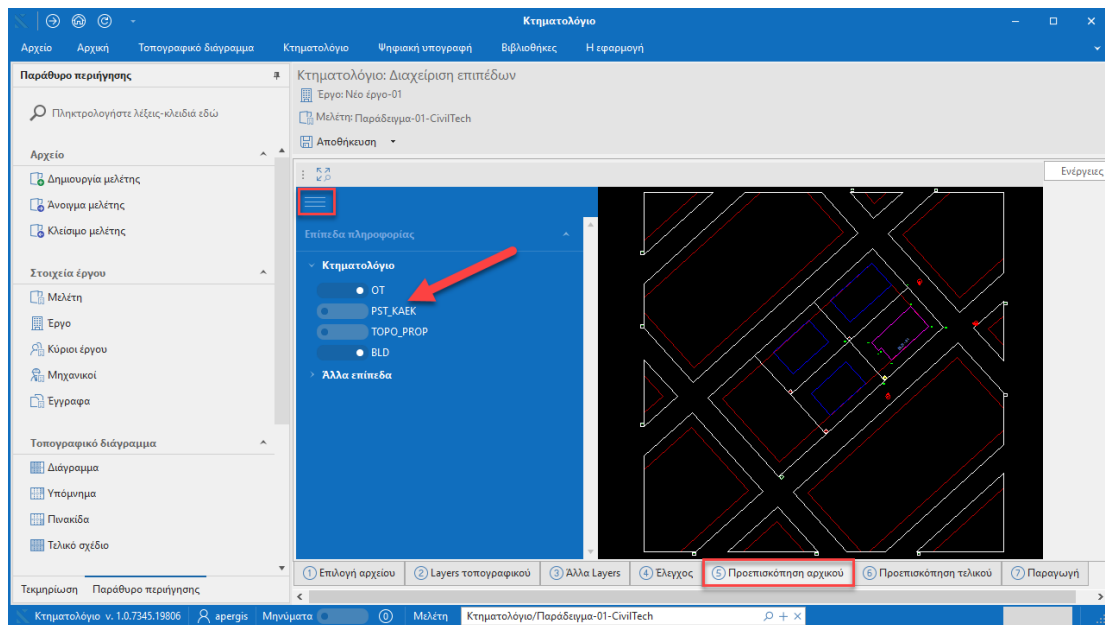 Κτηματολόγιο
Αρχείο Αρχική Τοπογραφικό διάγραμμα Κτηματολόγιο Ψηφιακή υπογραφή Βιβλιοθήκες Η εφαρμογή
Παράθυρο περιήγησης
Πληκτρολογήστε λέξεις-κλειδιά εδώ
Αρχείο
Δημιουργία μελέτης
Άνοιγμα μελέτης
Κλείσιμο μελέτης
Στοιχεία έργου
Μελέτη
Έργο
Κύριοι έργου
Μηχανικοί
Έγγραφα
Τοπογραφικό διάγραμμα
Διάγραμμα
Υπόμνημα
Πινακίδα
Τελικό σχέδιο
Τεκμηρίωση Παράθυρο περιήγησης
Κτηματολόγιο: Διαχείριση επιπέδων
Έργο: Νέο έργο-01
Μελέτη: Παράδειγμα-01-CivilTech
Αποθήκευση
Ενέργειες
Επίπεδα πληροφορίας
Κτηματολόγιο
ΟΤ
PST_KAEK
TOPO_PROP
BLD
Άλλα επίπεδα
1 Επιλογή αρχείου 2 Layers τοπογραφικού 3 Άλλα Layers 4 Έλεγχος 5 Προεπισκόπηση αρχικού 6 Προεπισκόπηση τελικού 7 Παραγωγή
Κτηματολόγιο v. 1.0.7345.19806 apergis Μηνύματα 0 Μελέτη Κτηματολόγιο/Παράδειγμα-01-CivilTech